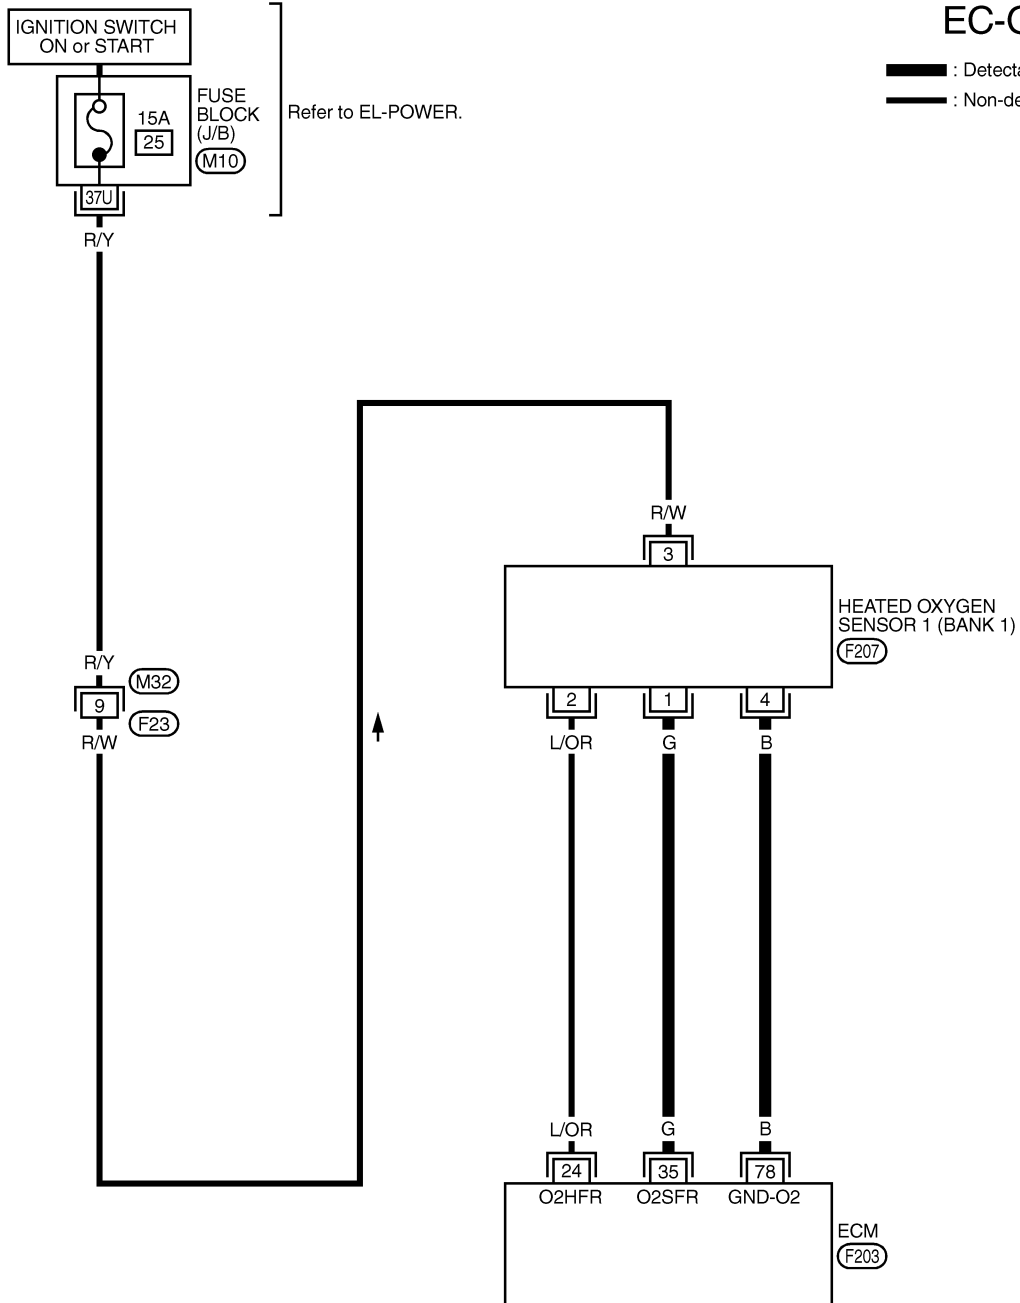 EC-O
: Detecta
: Non-de
IGNITION SWITCH
ON or START
15A
25
FUSE
BLOCK
(J/B)
M10
Refer to EL-POWER.
37U
R/Y
R/W
3
HEATED OXYGEN
SENSOR 1 (BANK 1)
F207
R/Y
M32
9
F23
R/W
2
1
4
L/OR
G
B
L/OR
G
B
24
35
78
O2HFR
O2SFR
GND-O2
ECM
F203